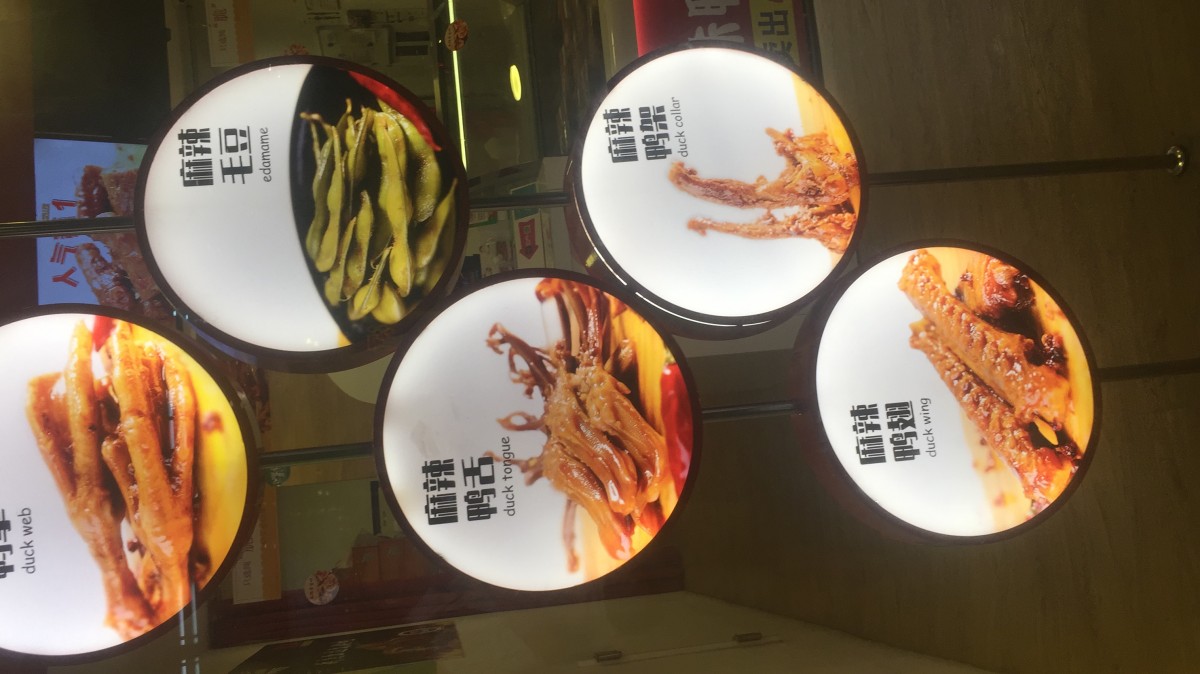 麻辣
毛豆
edamame
麻辣
鸭架
duck collar
麻辣
鸭舌
duck tongue
麻辣
鸭翅
duck wing
duck web